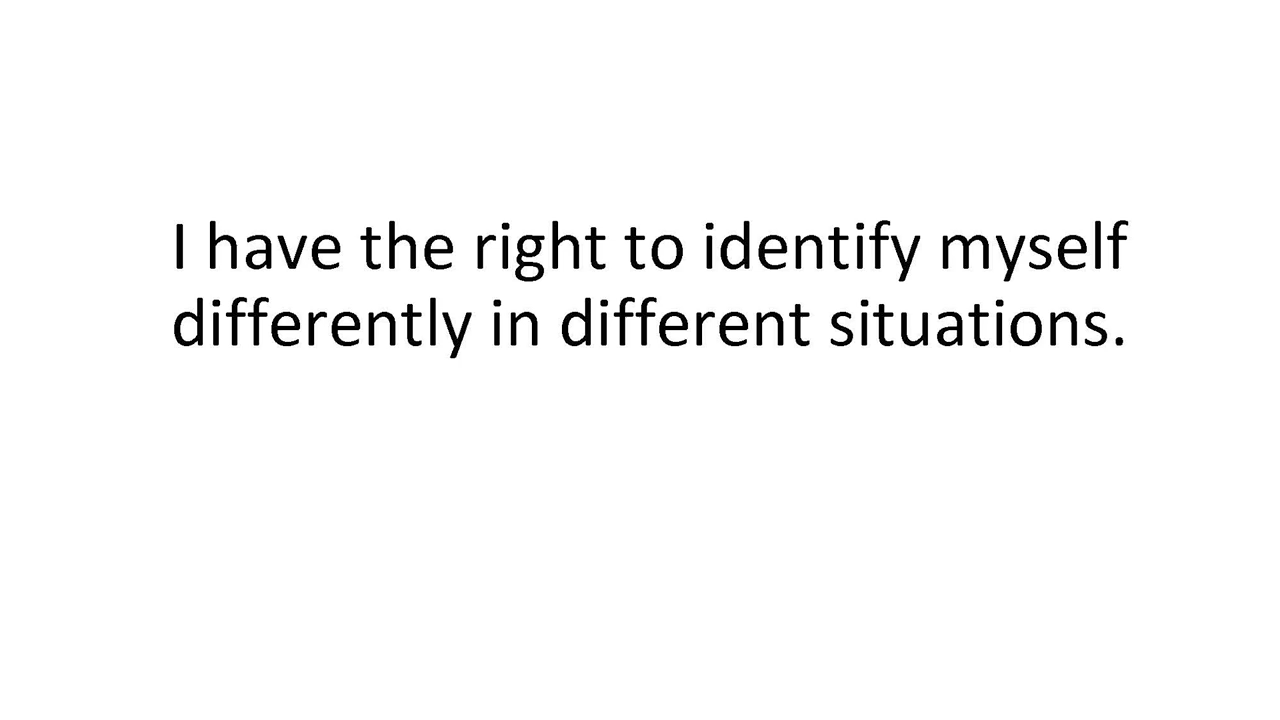 I have the right to identify myself
differently in different situations.